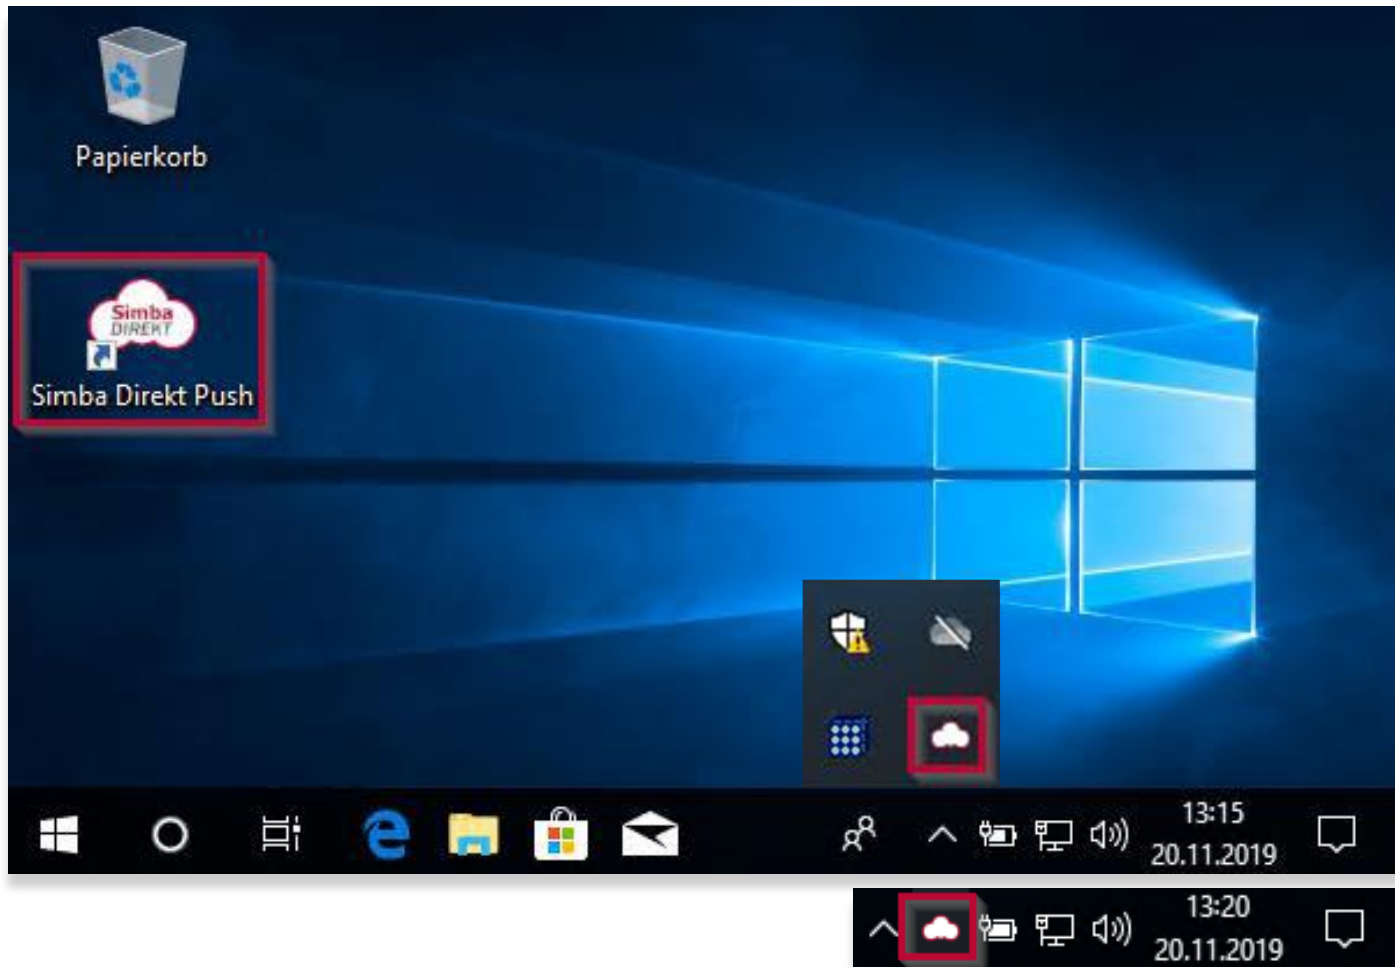 Papierkorb
Simba
DIREKT
Simba Direkt Push
13:15
20.11.2019
13:20
20.11.2019